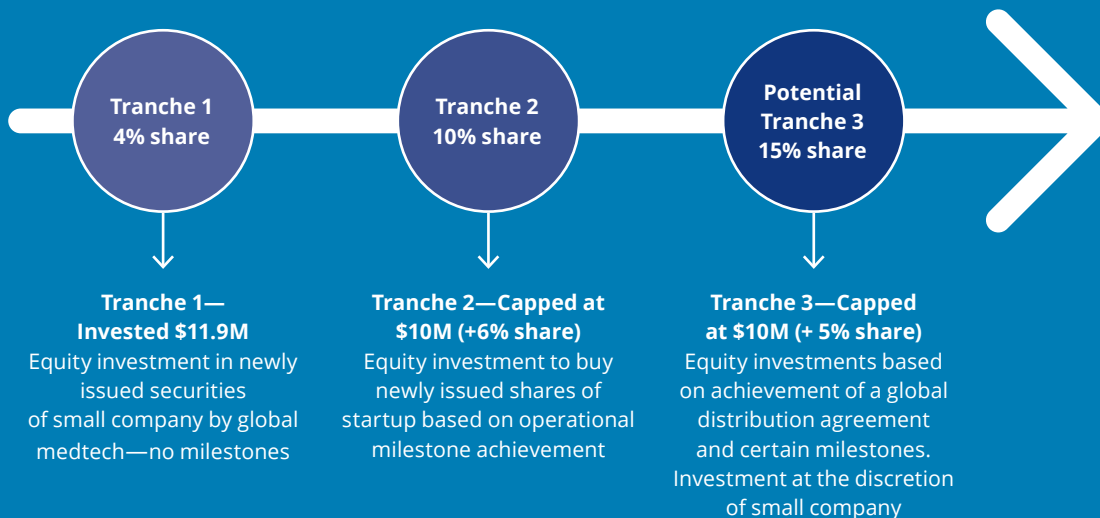 Tranche 1
4% share
Tranche 2
10% share
Potential
Tranche 3
15% share
Tranche 1—
Invested $11.9M
Equity investment in newly
issued securities
of small company by global
medtech—no milestones
Tranche 2—Capped at
$10M (+6% share)
Equity investment to buy
newly issued shares of
startup based on operational
milestone achievement
Tranche 3—Capped
at $10M (+ 5% share)
Equity investments based
on achievement of a global
distribution agreement
and certain milestones.
Investment at the discretion
of small company